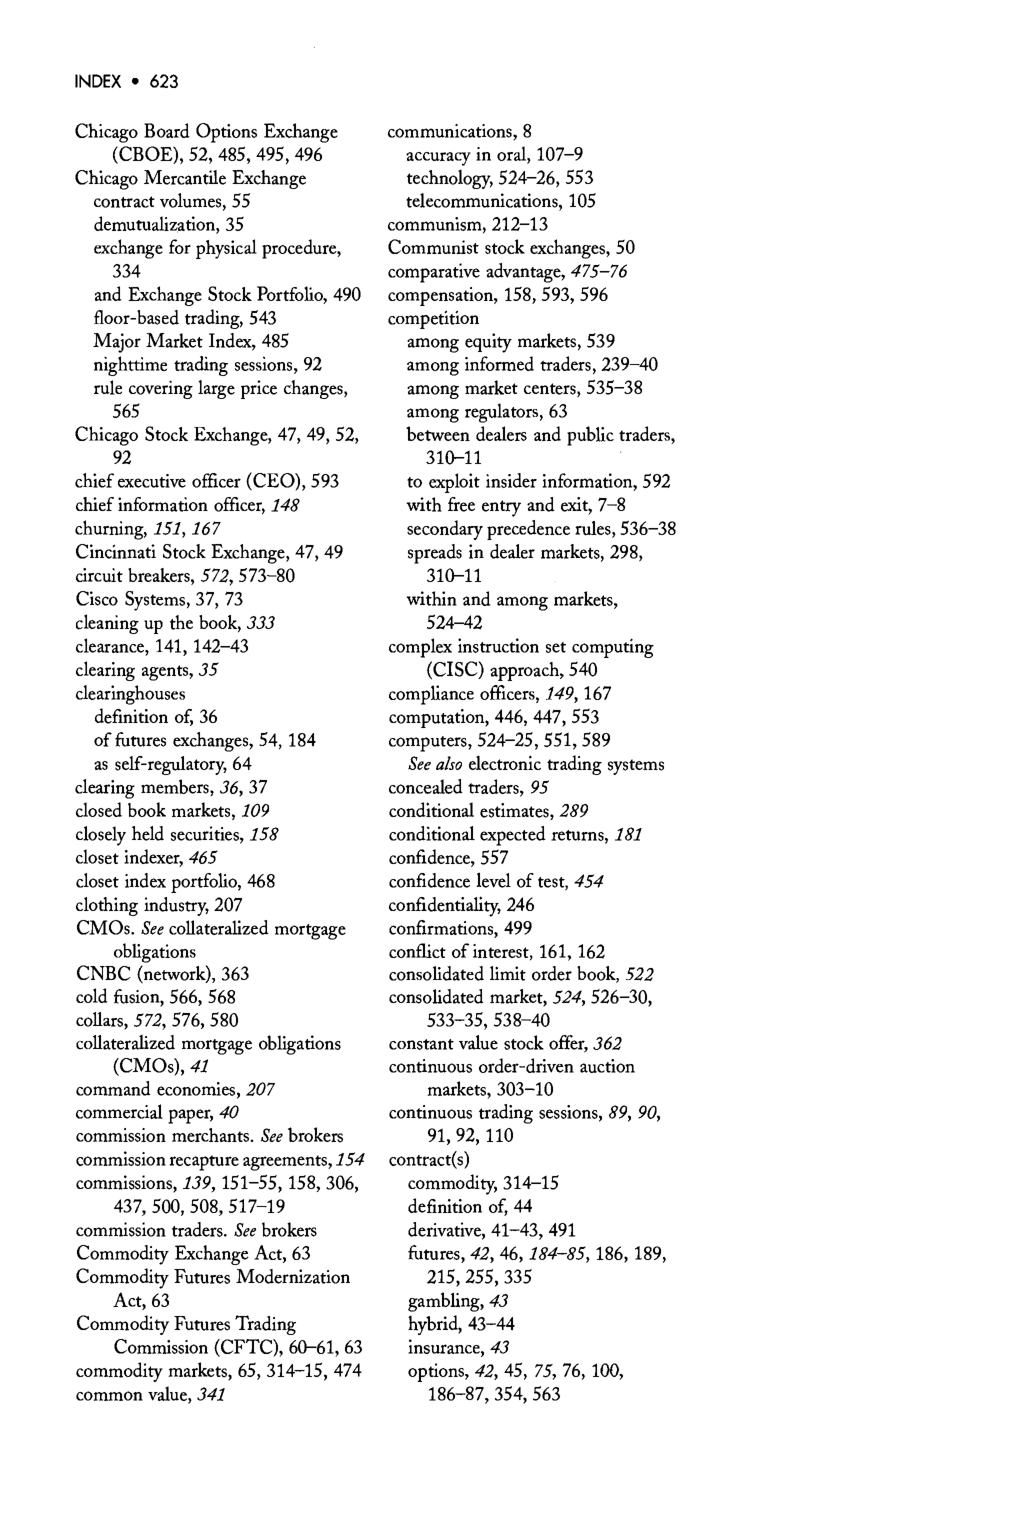 INDEX • 623
Chicago Board Options Exchange
(CBOE), 52, 485, 495, 496
Chicago Mercantile Exchange
contract volumes, 55
demutualization, 35
exchange for physical procedure,
334
and Exchange Stock Portfolio, 490
floor-based trading, 543
Major Market Index, 485
nighttime trading sessions, 92
rule covering large price changes,
565
Chicago Stock Exchange, 47, 49, 52,
92
chief executive officer (CEO), 593
chief information officer, 148
churning, 151, 167
Cincinnati Stock Exchange, 47, 49
circuit breakers, 572, 573–80
Cisco Systems, 37, 73
cleaning up the book, 333
clearance, 141, 142–43
clearing agents, 35
clearinghouses
definition of, 36
of futures exchanges, 54, 184
as self-regulatory, 64
clearing members, 36, 37
closed book markets, 109
closely held securities, 158
closet indexer, 465
closet index portfolio, 468
clothing industry, 207
CMOs. See collateralized mortgage
obligations
CNBC (network), 363
cold fusion, 566, 568
collars, 572, 576, 580
collateralized mortgage obligations
(CMOs), 41
command economies, 207
commercial paper, 40
commission merchants. See brokers
commission recapture agreements, 154
commissions, 139, 151–55, 158, 306,
437, 500, 508, 517–19
commission traders. See brokers
Commodity Exchange Act, 63
Commodity Futures Modernization
Act, 63
Commodity Futures Trading
Commission (CFTC), 60–61, 63
commodity markets, 65, 314–15, 474
common value, 341
communications, 8
accuracy in oral, 107–9
technology, 524–26, 553
telecommunications, 105
communism, 212–13
Communist stock exchanges, 50
comparative advantage, 475–76
compensation, 158, 593, 596
competition
among equity markets, 539
among informed traders, 239–40
among market centers, 535–38
among regulators, 63
between dealers and public traders,
310–11
to exploit insider information, 592
with free entry and exit, 7–8
secondary precedence rules, 536–38
spreads in dealer markets, 298,
310–11
within and among markets,
524–42
complex instruction set computing
(CISC) approach, 540
compliance officers, 149, 167
computation, 446, 447, 553
computers, 524–25, 551, 589
See also electronic trading systems
concealed traders, 95
conditional estimates, 289
conditional expected returns, 181
confidence, 557
confidence level of test, 454
confidentiality, 246
confirmations, 499
conflict of interest, 161, 162
consolidated limit order book, 522
consolidated market, 524, 526–30,
533–35, 538–40
constant value stock offer, 362
continuous order-driven auction
markets, 303–10
continuous trading sessions, 89, 90,
91, 92, 110
contract(s)
commodity, 314–15
definition of, 44
derivative, 41–43, 491
futures, 42, 46, 184–85, 186, 189,
215, 255, 335
gambling, 43
hybrid, 43–44
insurance, 43
options, 42, 45, 75, 76, 100,
186–87, 354, 563